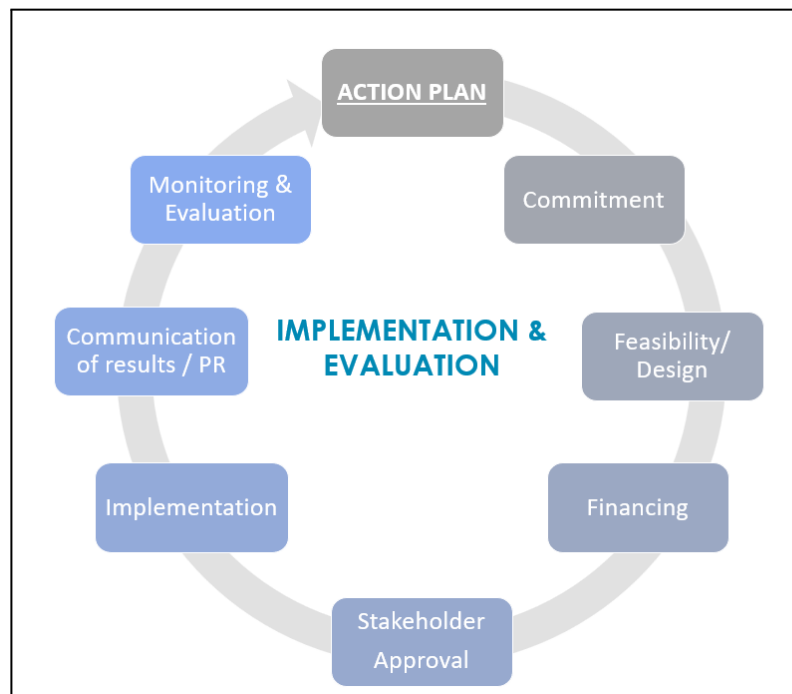 ACTION PLAN
Commitment
Feasibility/
Design
Financing
Stakeholder
Approval
Implementation
Communication
of results / PR
Monitoring &
Evaluation
IMPLEMENTATION &
EVALUATION